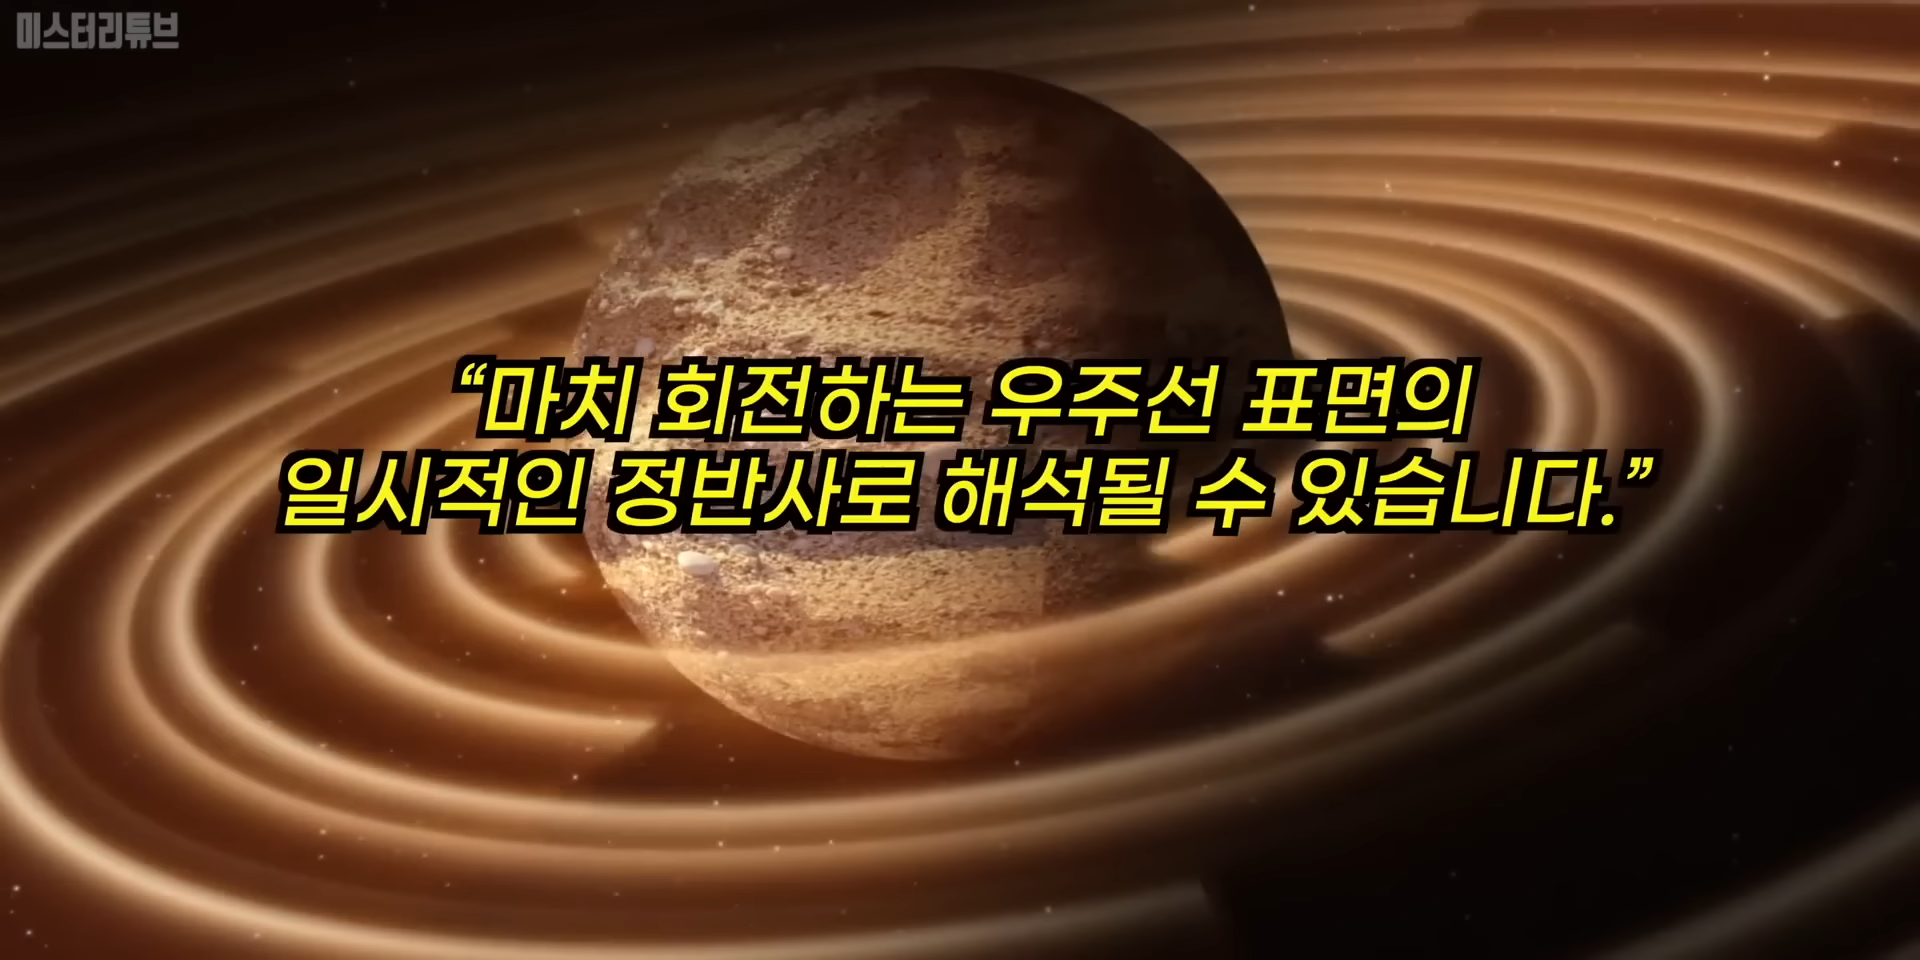 미스터리튜브
“마치 회전하는 우주선 표면의
일시적인 정반사로 해석될 수 있습니다.”